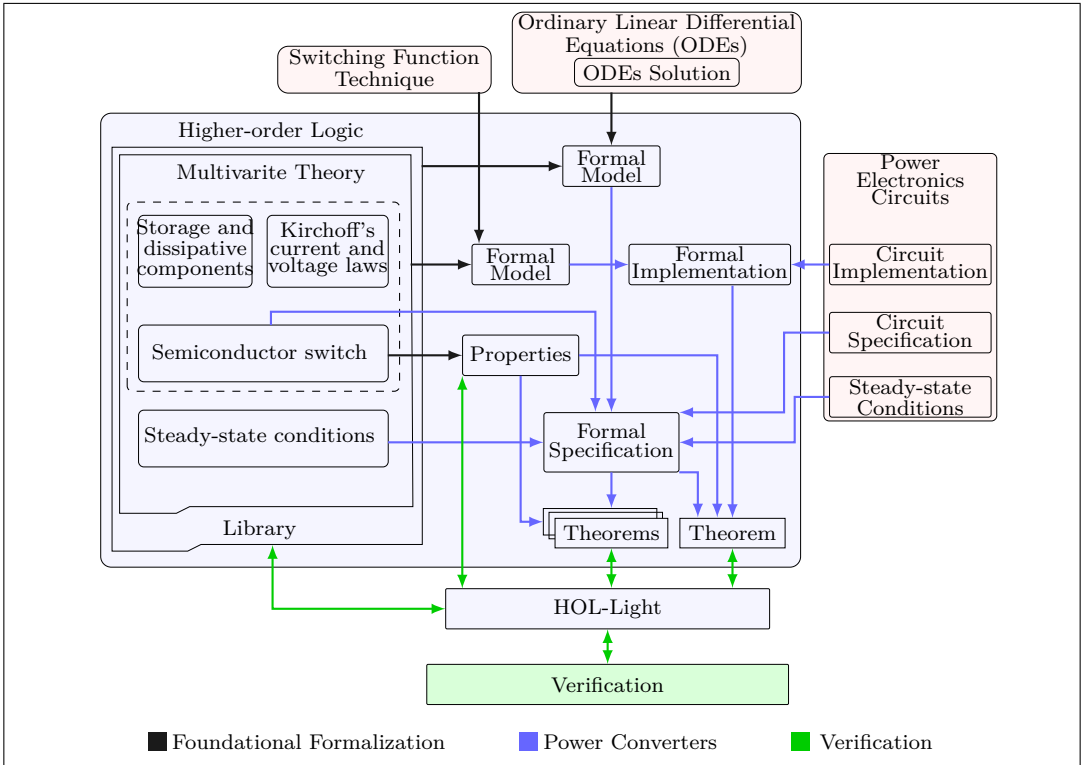 Ordinary Linear Differential
Equations (ODEs)
ODEs Solution
Switching Function
Technique
Higher-order Logic
Multivarite Theory
Formal
Model
Power
Electronics
Circuits
Storage and
dissipative
components
Kirchoff's
current and
voltage laws
Formal
Model
Formal
Implementation
Circuit
Implementation
Semiconductor switch
Properties
Circuit
Specification
Steady-state conditions
Formal
Specification
Steady-state
Conditions
Library
Theorems
Theorem
HOL-Light
Verification
Foundational Formalization
Power Converters
Verification